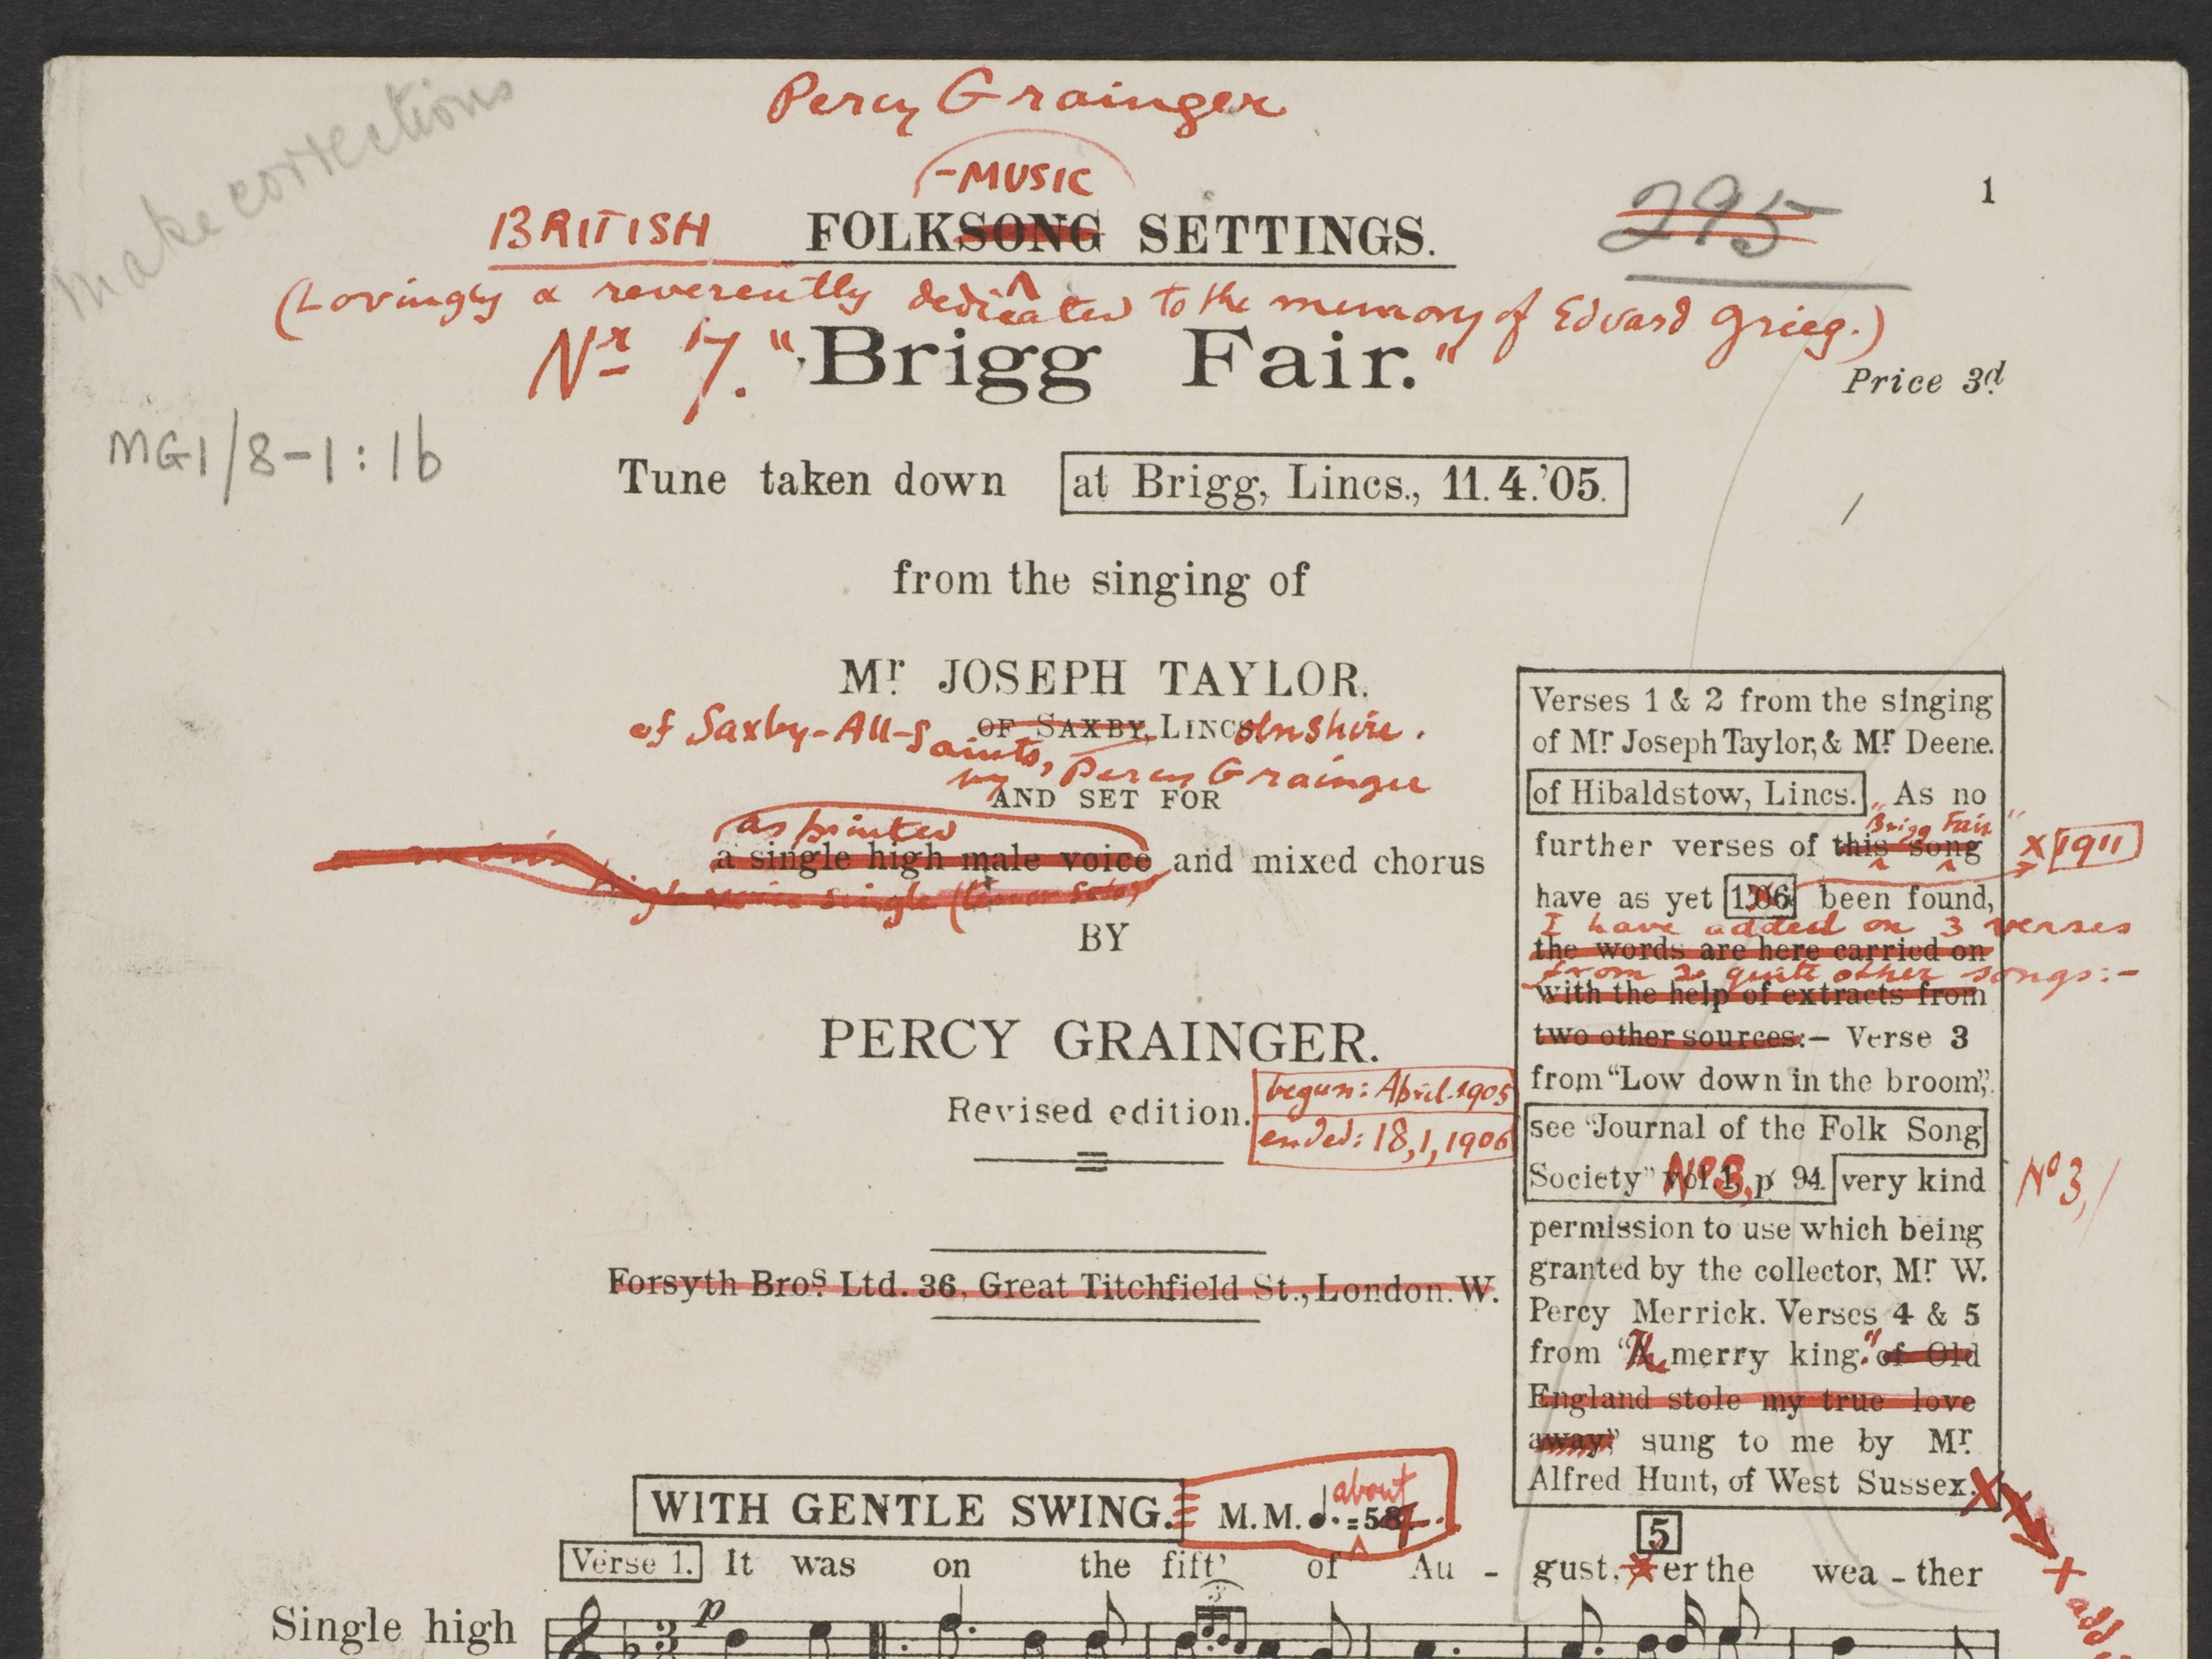 make corrections
Percy Grainger
-MUSIC
1
295
BRITISH FOLKSONG SETTINGS.
(Lovingly & reverently dedicated to the memory of Edvard Grieg.)
Nr 7. "Brigg Fair."
Price 3d.
MG1/8-1:1b
Tune taken down at Brigg, Lincs., 11.4.'05.
from the singing of
Mr JOSEPH TAYLOR.
of Saxby-All-Saints, OF SAXBY, LINColnshire.
by Percy Grainger
AND SET FOR
as printed
a single high male voice and mixed chorus
high voice single (tenor solo)
BY
PERCY GRAINGER.
Revised edition.
begun: April.1905
ended: 18,1,1906
Forsyth Bros. Ltd. 36, Great Titchfield St., London. W.
Verses 1 & 2 from the singing
of Mr Joseph Taylor, & Mr Deene.
of Hibaldstow, Lincs. As no
"Brigg Fair"
further verses of this song x 1911
have as yet 1906 been found,
I have added on 3 verses
the words are here carried on
from 2 quite other songs:-
with the help of extracts from
two other sources:— Verse 3
from "Low down in the broom",
see "Journal of the Folk Song
Society" vol. 1, No 3, p 94. very kind No 3, /
permission to use which being
granted by the collector, Mr W.
Percy Merrick. Verses 4 & 5
from "The merry king." of Old
England stole my true love
away" sung to me by Mr
Alfred Hunt, of West Sussex. X
X
X add
WITH GENTLE SWING. M.M. ♩. = about 54.
5
Verse 1. It was on the fift' of Au - gust, er the wea - ther
p
3
Single high
3